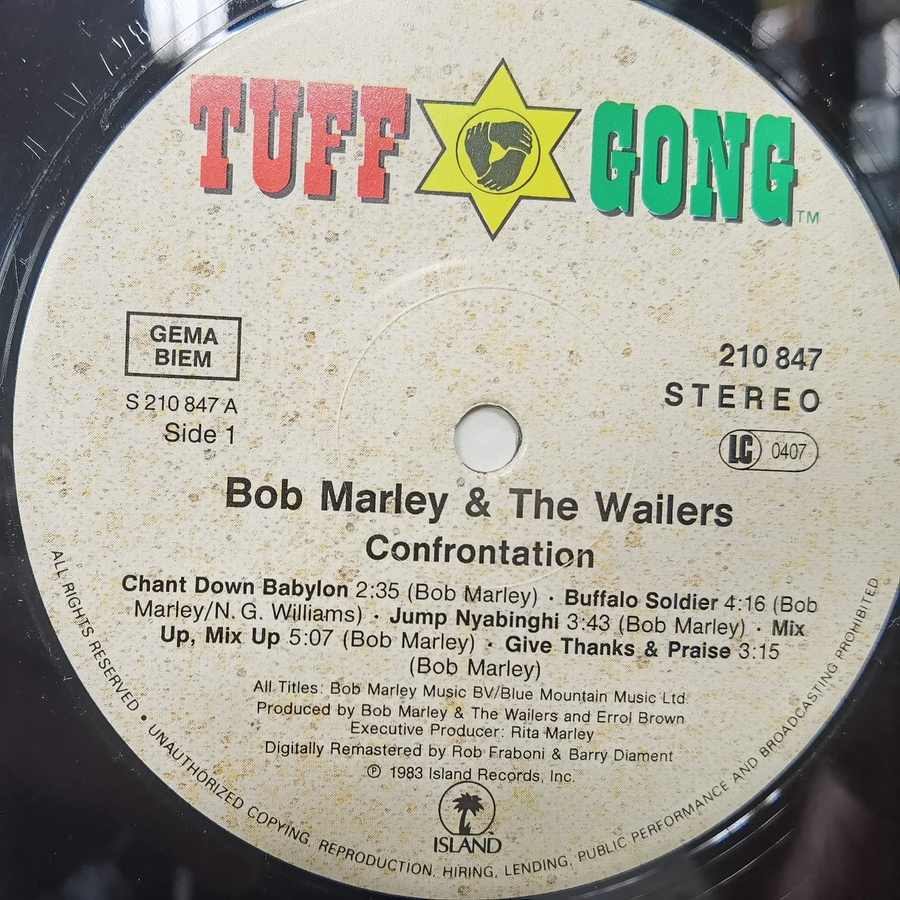 TUFF GONG TM
GEMA
BIEM
S 210 847 A
Side 1
210 847
STEREO
LC 0407
Bob Marley & The Wailers
Confrontation
Chant Down Babylon 2:35 (Bob Marley) · Buffalo Soldier 4:16 (Bob
Marley/N. G. Williams) · Jump Nyabinghi 3:43 (Bob Marley) · Mix
Up, Mix Up 5:07 (Bob Marley) · Give Thanks & Praise 3:15
(Bob Marley)
All Titles: Bob Marley Music BV/Blue Mountain Music Ltd.
Produced by Bob Marley & The Wailers and Errol Brown
Executive Producer: Rita Marley
Digitally Remastered by Rob Fraboni & Barry Diament
℗ 1983 Island Records, Inc.
ISLAND
ALL RIGHTS RESERVED • UNAUTHORIZED COPYING, REPRODUCTION, HIRING, LENDING, PUBLIC PERFORMANCE AND BROADCASTING PROHIBITED